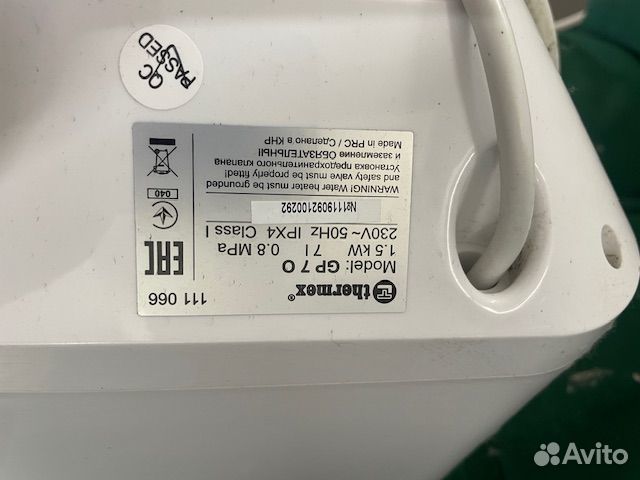 thermex®
111 066
Model: GP 7 O
1.5 kW 7 l 0.8 MPa
230V~ 50Hz IPX4 Class I
№1119092100292
EAC
040
WARNING! Water heater must be grounded
and safety valve must be properly fitted!
Установка предохранительного клапана
и заземление ОБЯЗАТЕЛЬНЫ!
Made in PRC / Сделано в КНР
QC
PASSED
Avito